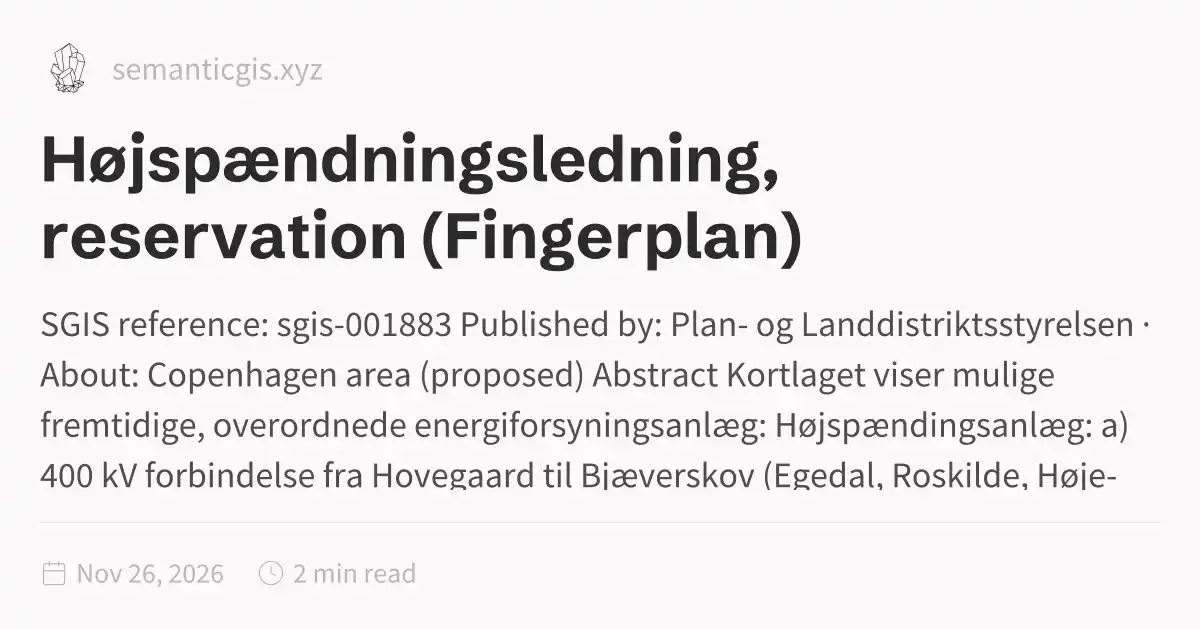 semanticgis.xyz
Højspændningsledning,
reservation (Fingerplan)
SGIS reference: sgis-001883 Published by: Plan- og Landdistriktsstyrelsen ·
About: Copenhagen area (proposed) Abstract Kortlaget viser mulige
fremtidige, overordnede energiforsyningsanlæg: Højspændingsanlæg: a)
400 kV forbindelse fra Hovegaard til Bjæverskov (Egedal, Roskilde, Høje-
Nov 26, 2026
2 min read